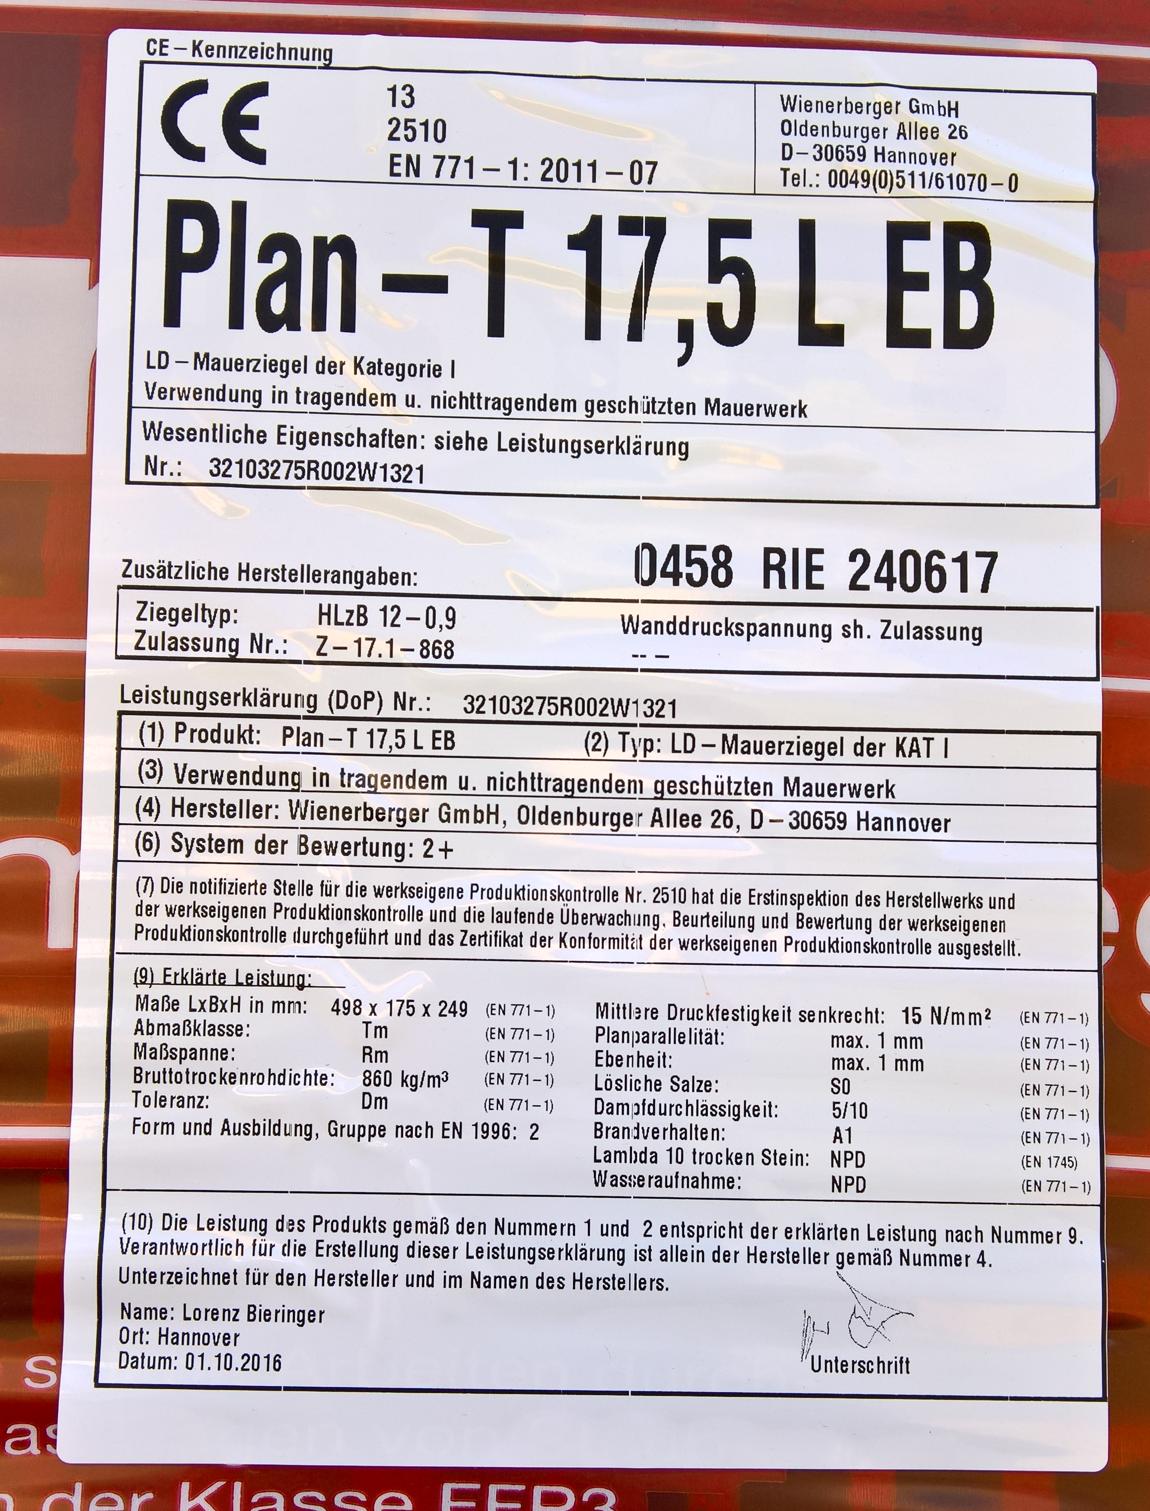 CE-Kennzeichnung
CE
13
2510
EN 771-1: 2011-07
Wienerberger GmbH
Oldenburger Allee 26
D-30659 Hannover
Tel.: 0049(0)511/61070-0
Plan-T 17,5 L EB
LD-Mauerziegel der Kategorie I
Verwendung in tragendem u. nichttragendem geschützten Mauerwerk
Wesentliche Eigenschaften: siehe Leistungserklärung
Nr.: 32103275R002W1321
0458 RIE 240617
Zusätzliche Herstellerangaben:
Ziegeltyp: HLzB 12-0,9
Zulassung Nr.: Z-17.1-868
Wanddruckspannung sh. Zulassung
-- -
Leistungserklärung (DoP) Nr.: 32103275R002W1321
(1) Produkt: Plan-T 17,5 L EB (2) Typ: LD-Mauerziegel der KAT I
(3) Verwendung in tragendem u. nichttragendem geschützten Mauerwerk
(4) Hersteller: Wienerberger GmbH, Oldenburger Allee 26, D-30659 Hannover
(6) System der Bewertung: 2+
(7) Die notifizierte Stelle für die werkseigene Produktionskontrolle Nr. 2510 hat die Erstinspektion des Herstellwerks und
der werkseigenen Produktionskontrolle und die laufende Überwachung, Beurteilung und Bewertung der werkseigenen
Produktionskontrolle durchgeführt und das Zertifikat der Konformität der werkseigenen Produktionskontrolle ausgestellt.
(9) Erklärte Leistung:
Maße LxBxH in mm: 498 x 175 x 249 (EN 771-1)
Abmaßklasse: Tm (EN 771-1)
Maßspanne: Rm (EN 771-1)
Bruttotrockenrohdichte: 860 kg/m³ (EN 771-1)
Toleranz: Dm (EN 771-1)
Form und Ausbildung, Gruppe nach EN 1996: 2
Mittlere Druckfestigkeit senkrecht: 15 N/mm² (EN 771-1)
Planparallelität: max. 1 mm (EN 771-1)
Ebenheit: max. 1 mm (EN 771-1)
Lösliche Salze: S0 (EN 771-1)
Dampfdurchlässigkeit: 5/10 (EN 771-1)
Brandverhalten: A1 (EN 771-1)
Lambda 10 trocken Stein: NPD (EN 1745)
Wasseraufnahme: NPD (EN 771-1)
(10) Die Leistung des Produkts gemäß den Nummern 1 und 2 entspricht der erklärten Leistung nach Nummer 9.
Verantwortlich für die Erstellung dieser Leistungserklärung ist allein der Hersteller gemäß Nummer 4.
Unterzeichnet für den Hersteller und im Namen des Herstellers.
Name: Lorenz Bieringer
Ort: Hannover
Datum: 01.10.2016
Unterschrift
der Klasse EFP3